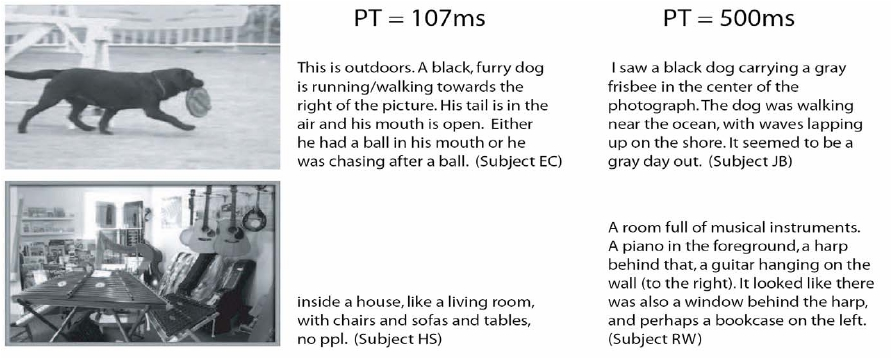 PT = 107ms
PT = 500ms
This is outdoors. A black, furry dog
is running/walking towards the
right of the picture. His tail is in the
air and his mouth is open. Either
he had a ball in his mouth or he
was chasing after a ball. (Subject EC)
I saw a black dog carrying a gray
frisbee in the center of the
photograph. The dog was walking
near the ocean, with waves lapping
up on the shore. It seemed to be a
gray day out. (Subject JB)
inside a house, like a living room,
with chairs and sofas and tables,
no ppl. (Subject HS)
A room full of musical instruments.
A piano in the foreground, a harp
behind that, a guitar hanging on the
wall (to the right). It looked like there
was also a window behind the harp,
and perhaps a bookcase on the left.
(Subject RW)